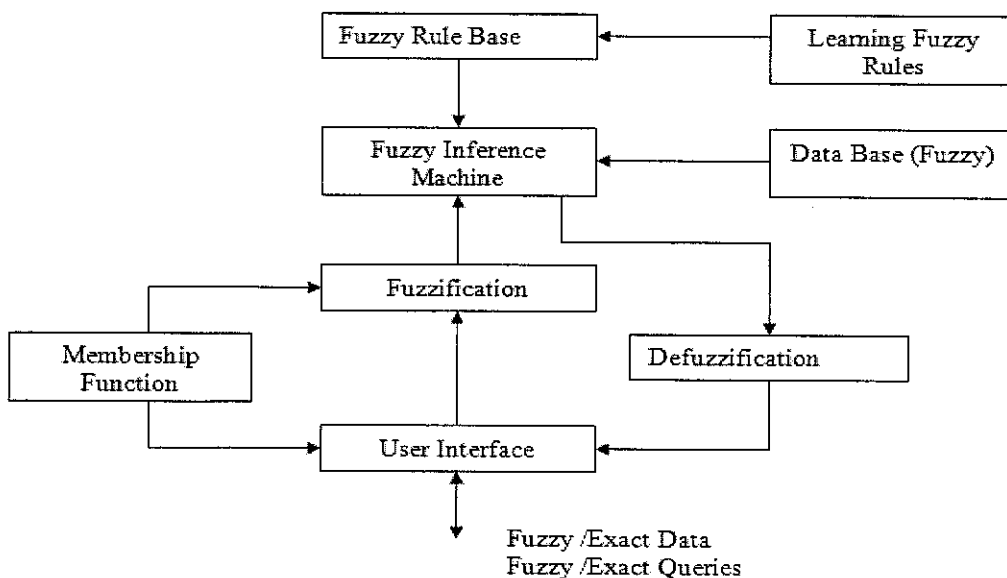 Fuzzy Rule Base
Learning Fuzzy
Rules
Fuzzy Inference
Machine
Data Base (Fuzzy)
Fuzzification
Membership
Function
Defuzzification
User Interface
Fuzzy /Exact Data
Fuzzy /Exact Queries